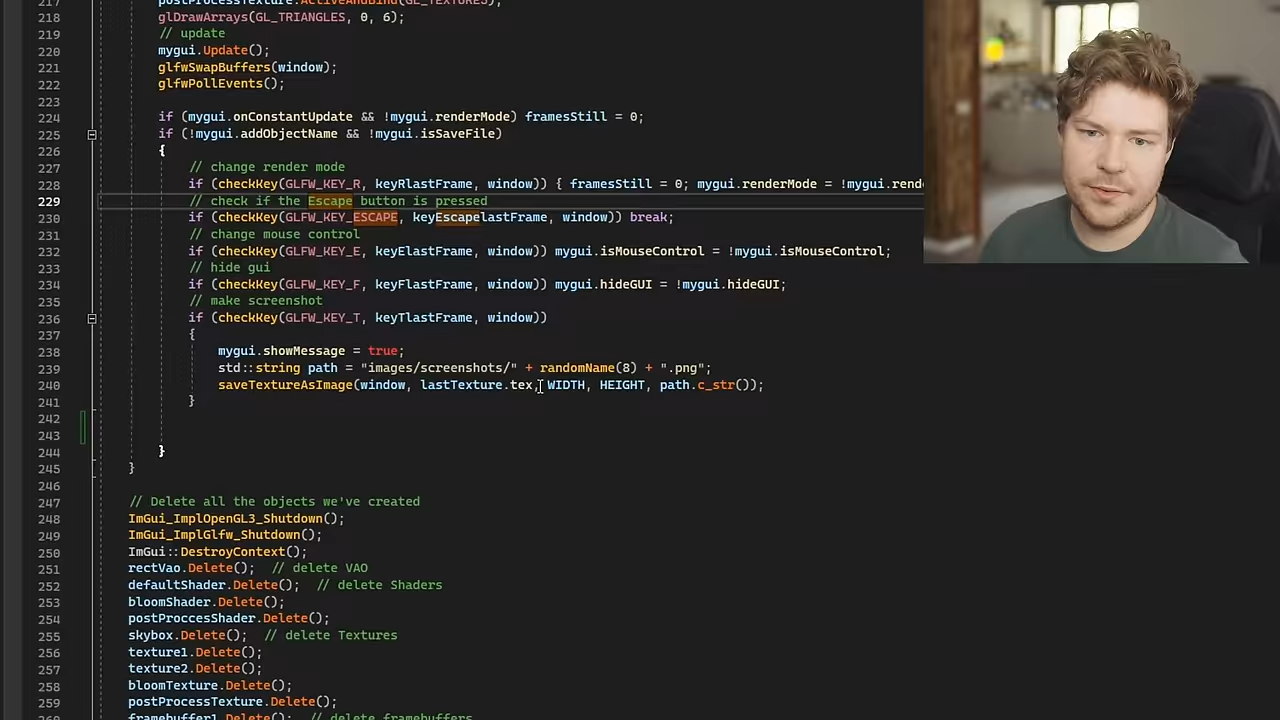 217 postProcessTexture.ActiveAndBind(GL_TEXTURE5);
218 glDrawArrays(GL_TRIANGLES, 0, 6);
219 // update
220 mygui.Update();
221 glfwSwapBuffers(window);
222 glfwPollEvents();
223
224 if (mygui.onConstantUpdate && !mygui.renderMode) framesStill = 0;
225 if (!mygui.addObjectName && !mygui.isSaveFile)
226 {
227 // change render mode
228 if (checkKey(GLFW_KEY_R, keyRlastFrame, window)) { framesStill = 0; mygui.renderMode = !mygui.rend
229 // check if the Escape button is pressed
230 if (checkKey(GLFW_KEY_ESCAPE, keyEscapelastFrame, window)) break;
231 // change mouse control
232 if (checkKey(GLFW_KEY_E, keyElastFrame, window)) mygui.isMouseControl = !mygui.isMouseControl;
233 // hide gui
234 if (checkKey(GLFW_KEY_F, keyFlastFrame, window)) mygui.hideGUI = !mygui.hideGUI;
235 // make screenshot
236 if (checkKey(GLFW_KEY_T, keyTlastFrame, window))
237 {
238 mygui.showMessage = true;
239 std::string path = "images/screenshots/" + randomName(8) + ".png";
240 saveTextureAsImage(window, lastTexture.tex, WIDTH, HEIGHT, path.c_str());
241 }
242
243
244 }
245 }
246
247 // Delete all the objects we've created
248 ImGui_ImplOpenGL3_Shutdown();
249 ImGui_ImplGlfw_Shutdown();
250 ImGui::DestroyContext();
251 rectVao.Delete(); // delete VAO
252 defaultShader.Delete(); // delete Shaders
253 bloomShader.Delete();
254 postProccesShader.Delete();
255 skybox.Delete(); // delete Textures
256 texture1.Delete();
257 texture2.Delete();
258 bloomTexture.Delete();
259 postProcessTexture.Delete();
260 framebuffer1.Delete(); // delete framebuffers